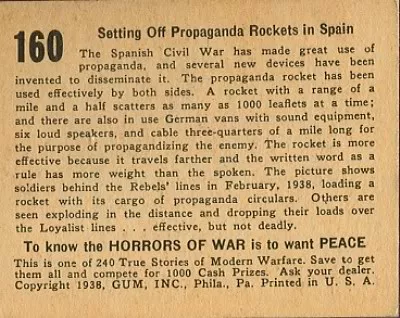 160
Setting Off Propaganda Rockets in Spain
The Spanish Civil War has made great use of
propaganda, and several new devices have been
invented to disseminate it. The propaganda rocket has been
used effectively by both sides. A rocket with a range of a
mile and a half scatters as many as 1000 leaflets at a time;
and there are also in use German vans with sound equipment,
six loud speakers, and cable three-quarters of a mile long for
the purpose of propagandizing the enemy. The rocket is more
effective because it travels farther and the written word as a
rule has more weight than the spoken. The picture shows
soldiers behind the Rebels' lines in February, 1938, loading a
rocket with its cargo of propaganda circulars. Others are
seen exploding in the distance and dropping their loads over
the Loyalist lines . . . effective, but not deadly.
To know the HORRORS OF WAR is to want PEACE
This is one of 240 True Stories of Modern Warfare. Save to get
them all and compete for 1000 Cash Prizes. Ask your dealer.
Copyright 1938, GUM, INC., Phila., Pa. Printed in U. S. A.